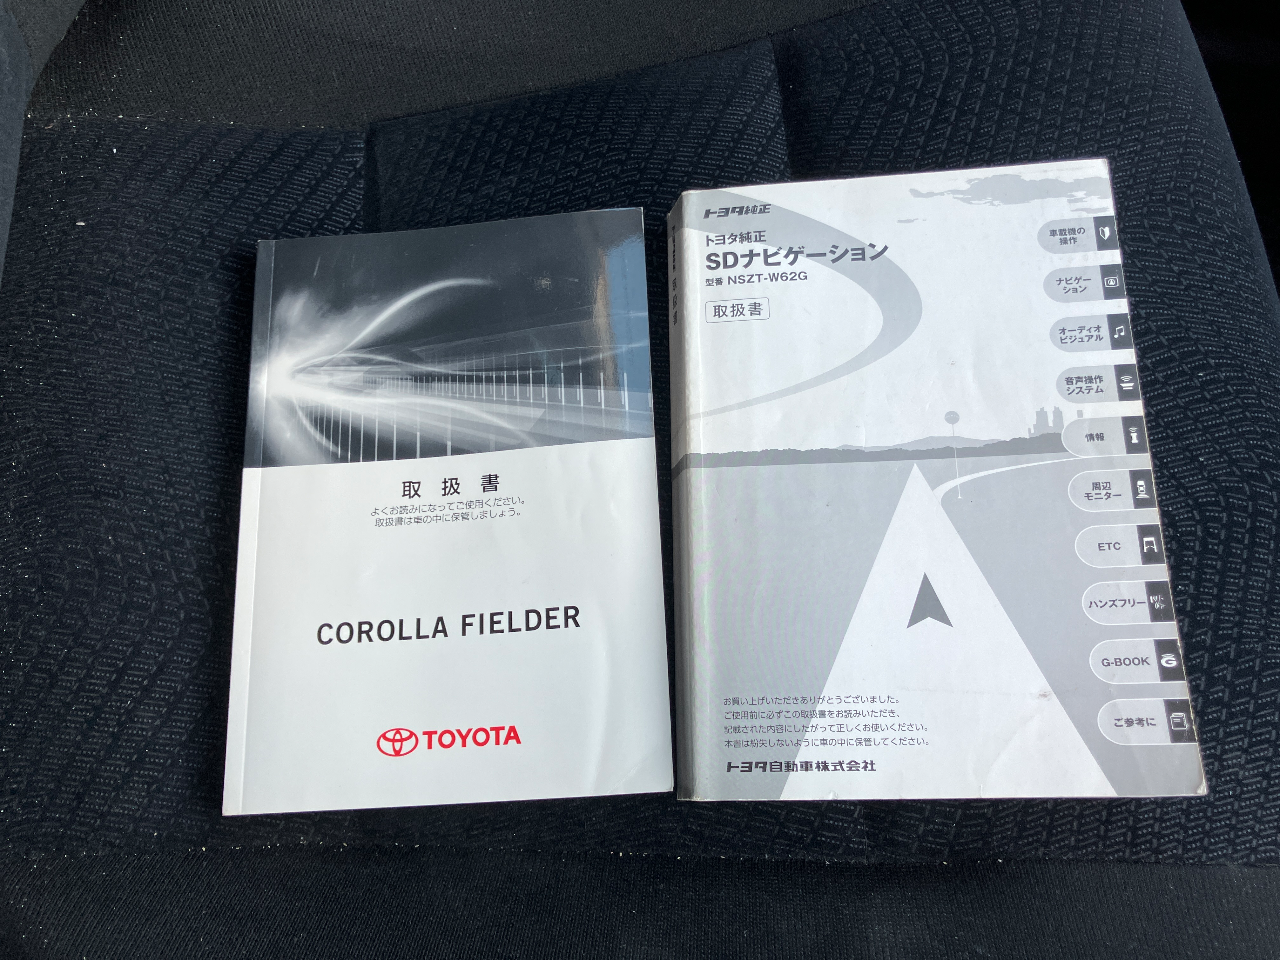 取扱書
よくお読みになってご使用ください。
取扱書は車の中に保管しましょう。
COROLLA FIELDER
TOYOTA
トヨタ純正
トヨタ純正
SDナビゲーション
型番 NSZT-W62G
取扱書
車載機の
操作
ナビゲー
ション
オーディオ
ビジュアル
音声操作
システム
情報
周辺
モニター
ETC
ハンズフリー
G-BOOK
ご参考に
お買い上げいただきありがとうございました。
ご使用前に必ずこの取扱書をお読みいただき、
記載された内容にしたがって正しくお使いください。
本書は紛失しないように車の中に保管してください。
トヨタ自動車株式会社